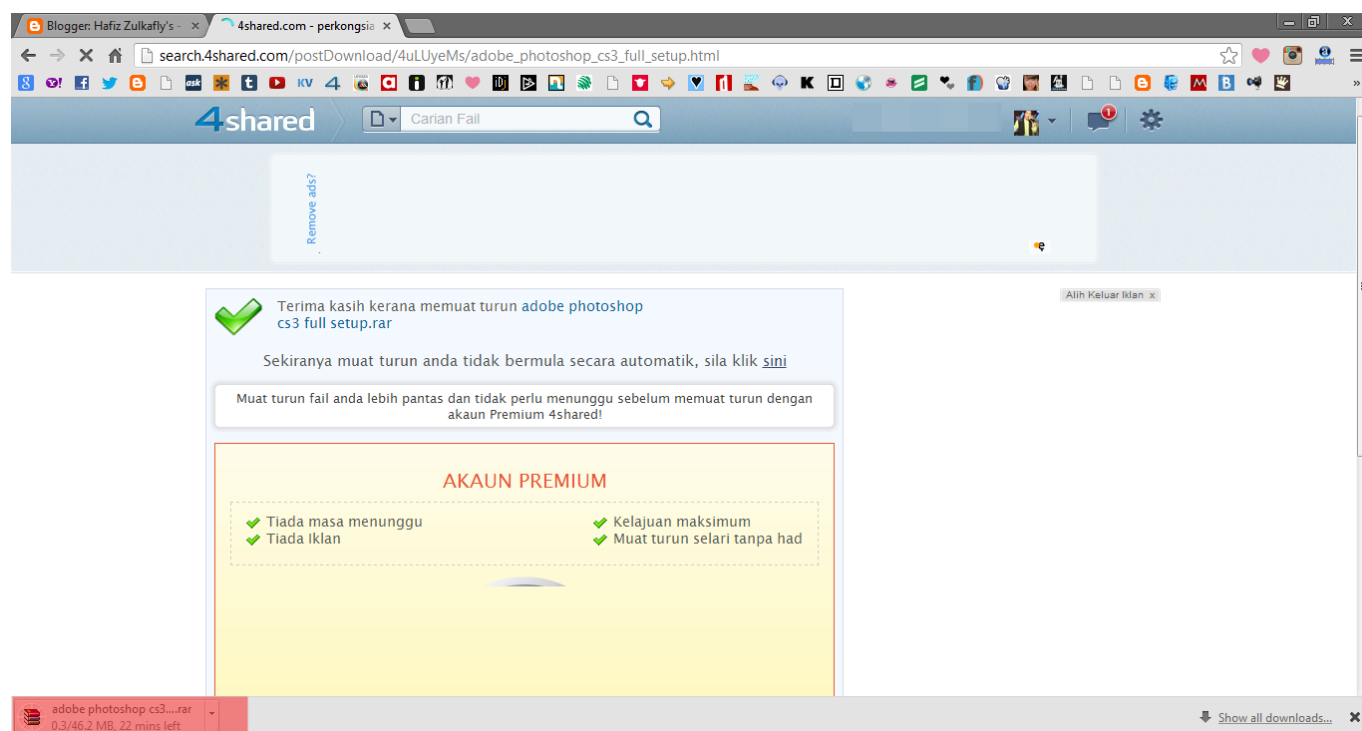 Blogger: Hafiz Zulkafly's -
4shared.com - perkongsia
search.4shared.com/postDownload/4uLUyeMs/adobe_photoshop_cs3_full_setup.html
4shared
Carian Fail
1
Remove ads?
Terima kasih kerana memuat turun adobe photoshop
cs3 full setup.rar
Alih Keluar Iklan x
Sekiranya muat turun anda tidak bermula secara automatik, sila klik sini
Muat turun fail anda lebih pantas dan tidak perlu menunggu sebelum memuat turun dengan
akaun Premium 4shared!
AKAUN PREMIUM
Tiada masa menunggu
Kelajuan maksimum
Tiada Iklan
Muat turun selari tanpa had
adobe photoshop cs3....rar
0.3/46.2 MB, 22 mins left
Show all downloads...